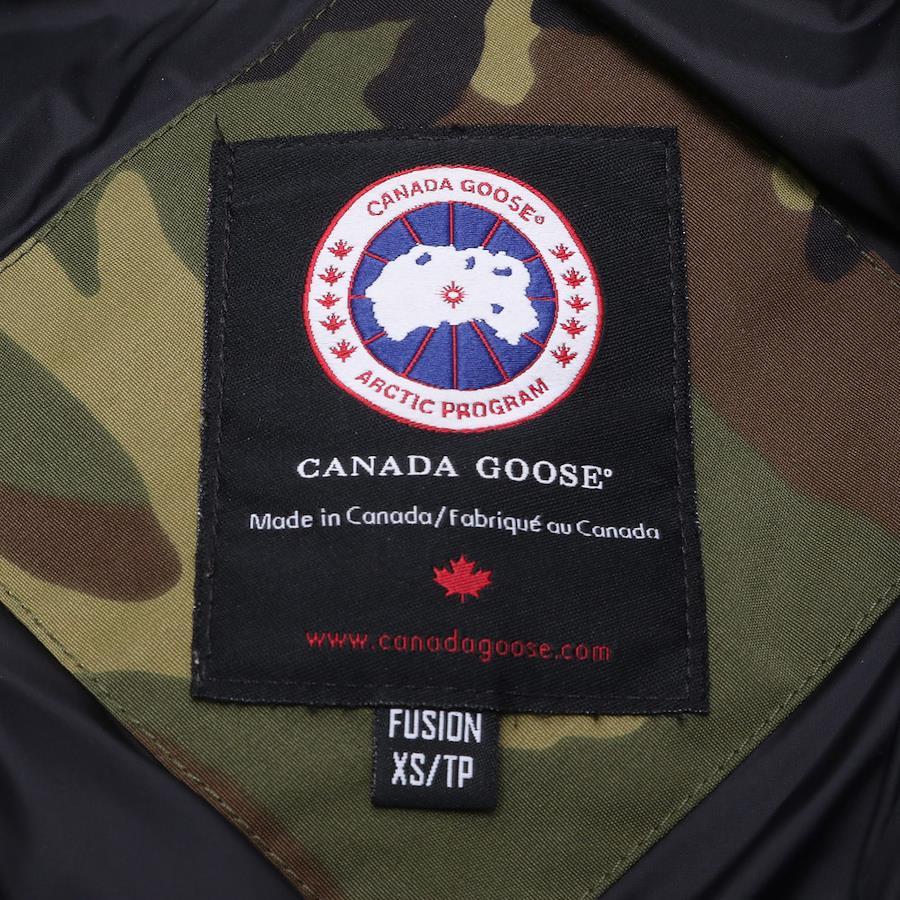 CANADA GOOSE®
ARCTIC PROGRAM
CANADA GOOSE®
Made in Canada/Fabriqué au Canada
www.canadagoose.com
FUSION
XS/TP